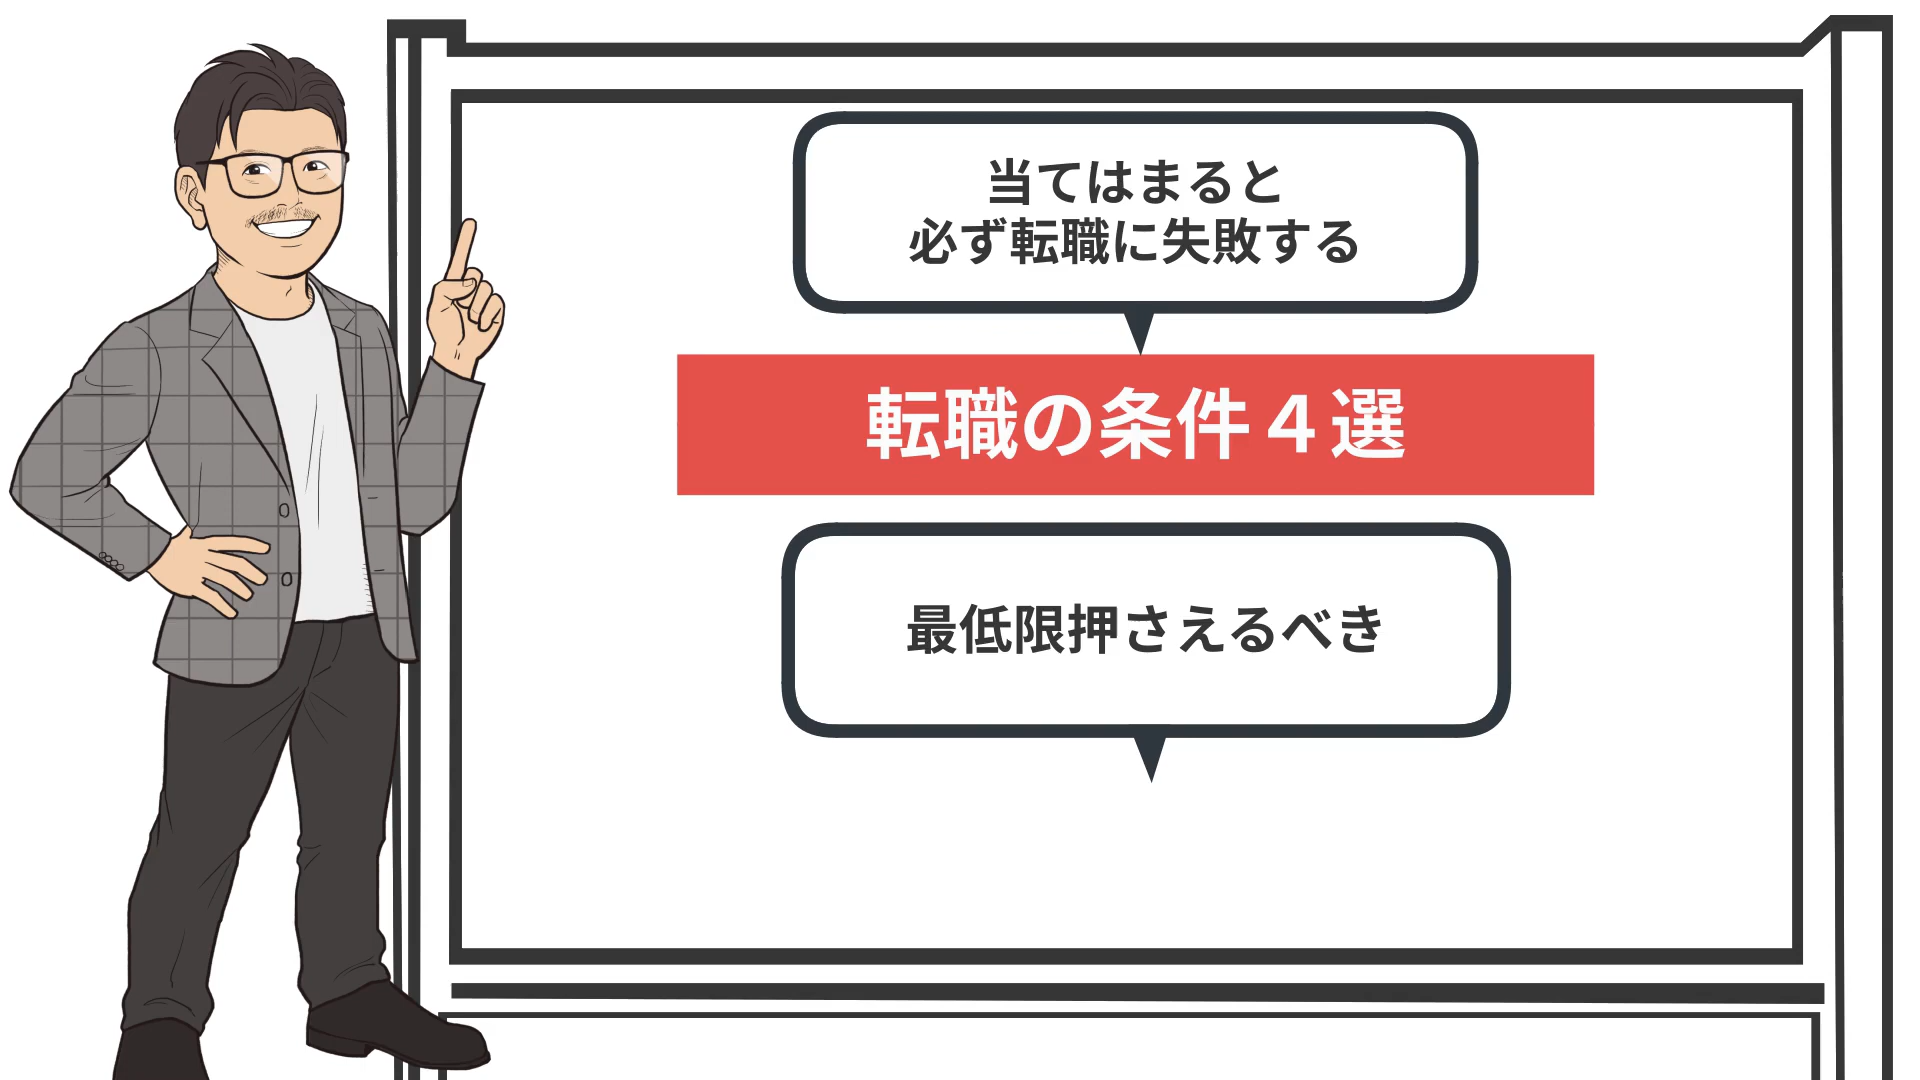 当てはまると
必ず転職に失敗する
転職の条件４選
最低限押さえるべき